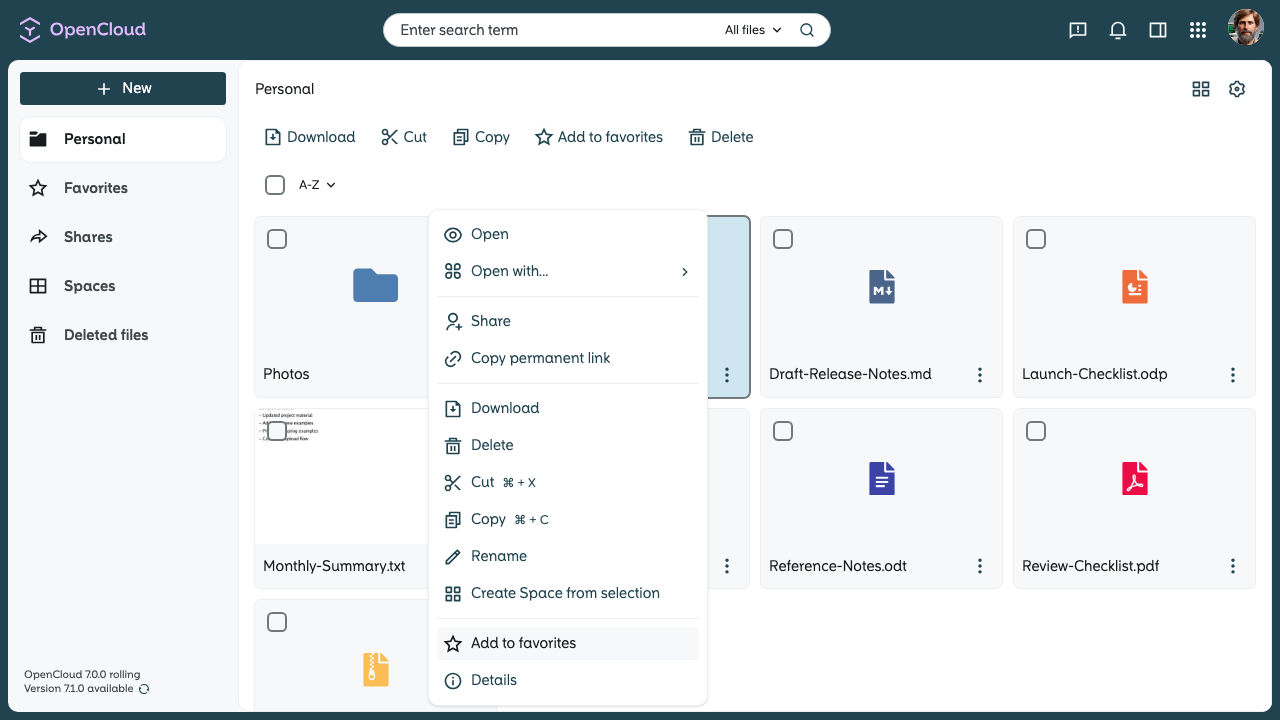 OpenCloud
Enter search term
All files
New
Personal
Favorites
Shares
Spaces
Deleted files
OpenCloud 7.0.0 rolling
Version 7.1.0 available
Personal
Download
Cut
Copy
Add to favorites
Delete
A-Z
Photos
Draft-Release-Notes.md
Launch-Checklist.odp
- Updated project material
Monthly-Summary.txt
Reference-Notes.odt
Review-Checklist.pdf
Open
Open with...
Share
Copy permanent link
Download
Delete
Cut ⌘ + X
Copy ⌘ + C
Rename
Create Space from selection
Add to favorites
Details